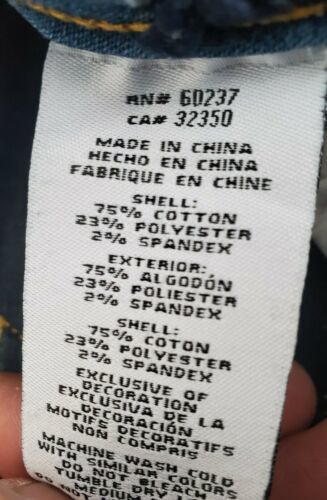 RN# 60237
CA# 32350
MADE IN CHINA
HECHO EN CHINA
FABRIQUE EN CHINE
SHELL:
75% COTTON
23% POLYESTER
2% SPANDEX
EXTERIOR:
75% ALGODÓN
23% POLIESTER
2% SPANDEX
SHELL:
75% COTON
23% POLYESTER
2% SPANDEX
EXCLUSIVE OF
DECORATION
EXCLUSIVA DE LA
DECORACIÓN
MOTIFS DECORATIFS
NON COMPRIS
MACHINE WASH COLD
WITH SIMILAR COLORS
DO NOT BLEACH
TUMBLE DRY
MEDIUM